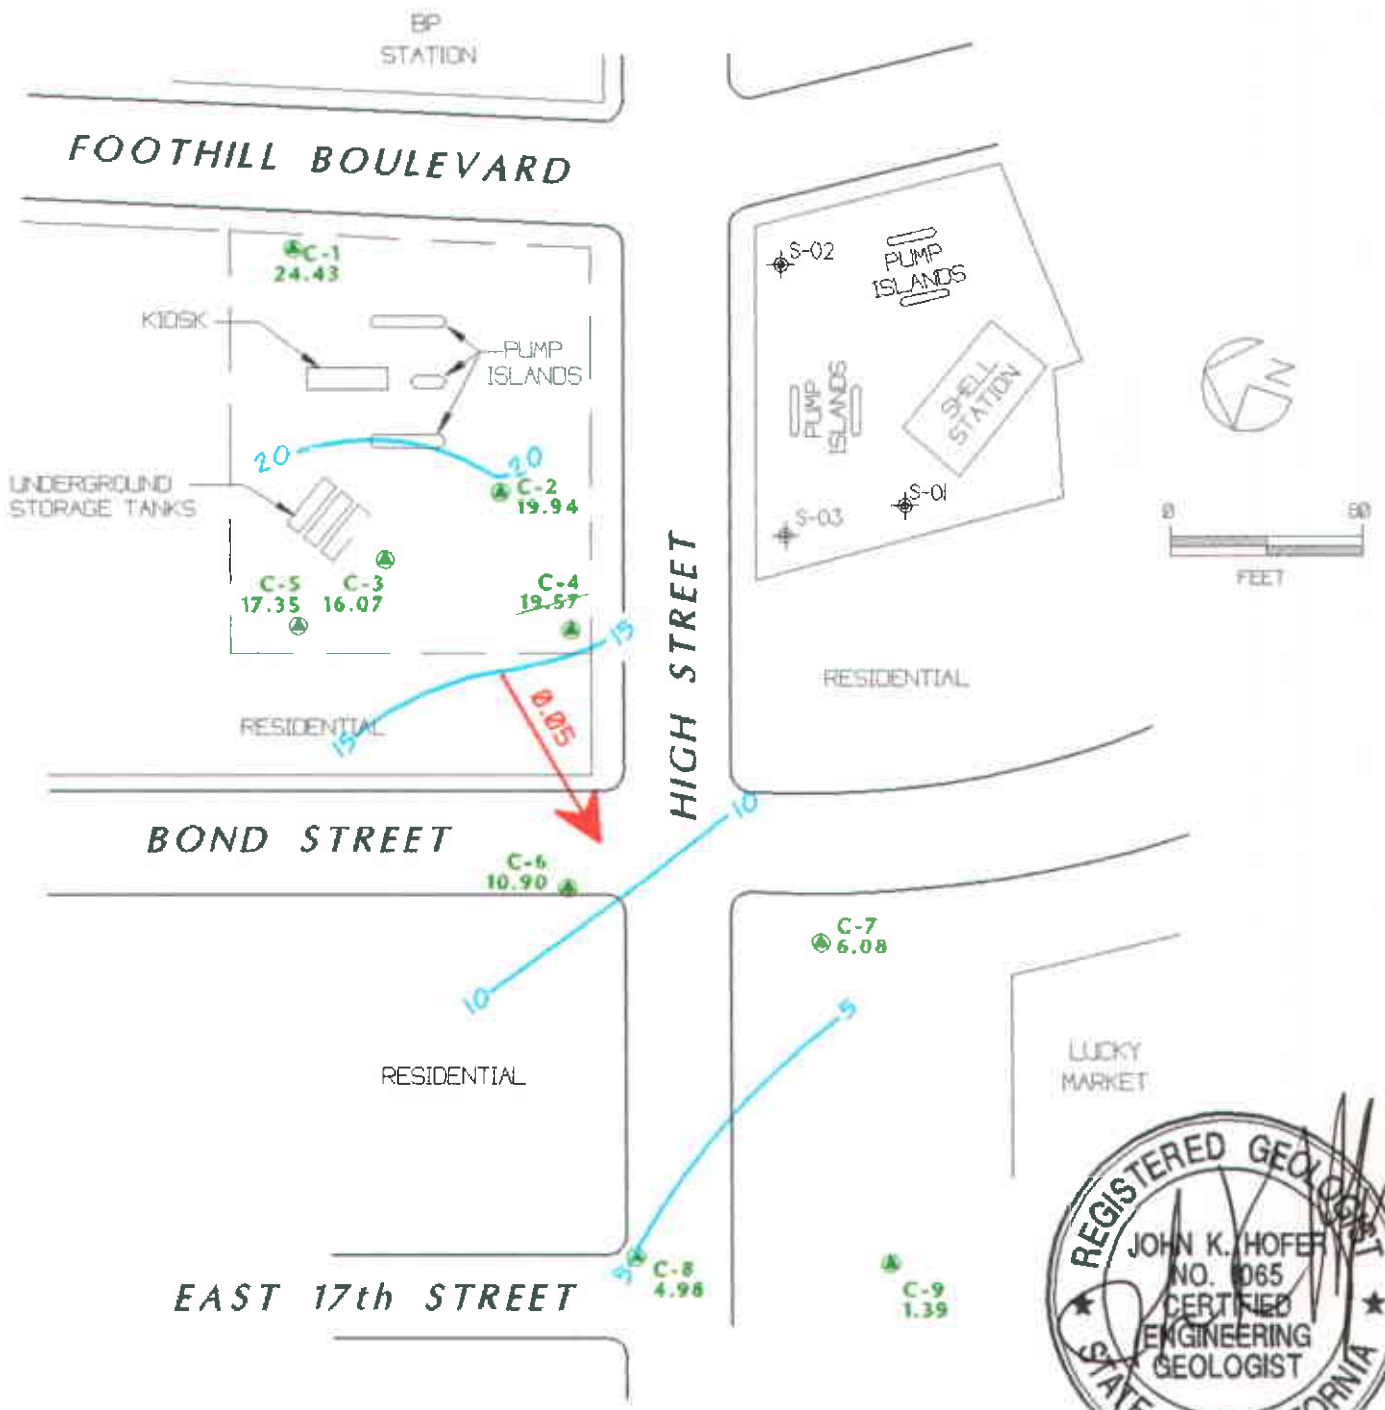 BP
STATION
FOOTHILL BOULEVARD
C-1
24.43
S-02
PUMP
ISLANDS
KIOSK
PUMP
ISLANDS
SHELL
STATION
PUMP
ISLANDS
N
20
20
UNDERGROUND
STORAGE TANKS
C-2
19.94
S-01
S-03
0
FEET
C-5
17.35
C-3
16.07
C-4
19.57
15
HIGH STREET
RESIDENTIAL
RESIDENTIAL
15
0.05
10
BOND STREET
C-6
10.90
C-7
6.08
10
5
RESIDENTIAL
LUCKY
MARKET
EAST 17th STREET
5
C-8
4.98
C-9
1.39
REGISTERED GEOLOGIST
JOHN K. HOFER
NO. 1065
CERTIFIED
ENGINEERING
GEOLOGIST
STATE